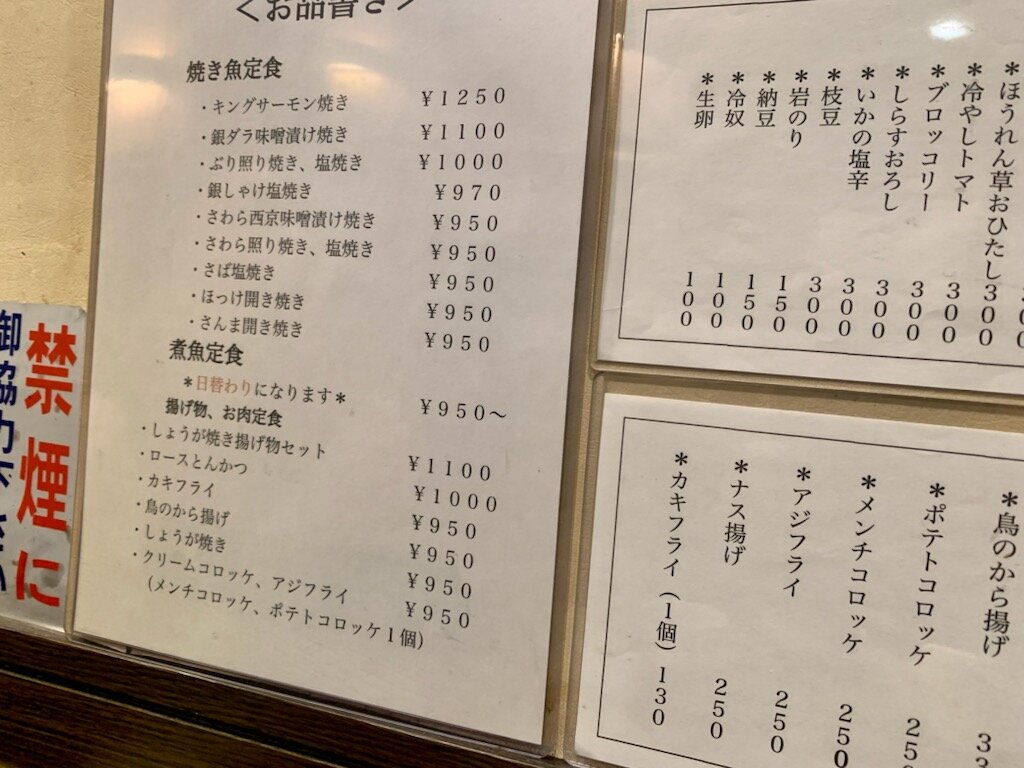 ＜お品書き＞
焼き魚定食
・キングサーモン焼き ￥1250
・銀ダラ味噌漬け焼き ￥1100
・ぶり照り焼き、塩焼き ￥1000
・銀しゃけ塩焼き ￥970
・さわら西京味噌漬け焼き ￥950
・さわら照り焼き、塩焼き ￥950
・さば塩焼き ￥950
・ほっけ開き焼き ￥950
・さんま開き焼き ￥950
煮魚定食
＊日替わりになります＊ ￥950～
揚げ物、お肉定食
・しょうが焼き揚げ物セット ￥1100
・ロースとんかつ ￥1000
・カキフライ ￥950
・鳥のから揚げ ￥950
・しょうが焼き ￥950
・クリームコロッケ、アジフライ ￥950
(メンチコロッケ、ポテトコロッケ1個)
＊ほうれん草おひたし 300
＊冷やしトマト 300
＊ブロッコリー 300
＊しらすおろし 300
＊いかの塩辛 300
＊枝豆 300
＊岩のり 150
＊納豆 150
＊冷奴 100
＊生卵 100
＊鳥のから揚げ
＊ポテトコロッケ 250
＊メンチコロッケ 250
＊アジフライ 250
＊ナス揚げ 250
＊カキフライ（1個）130
禁煙に
御協力